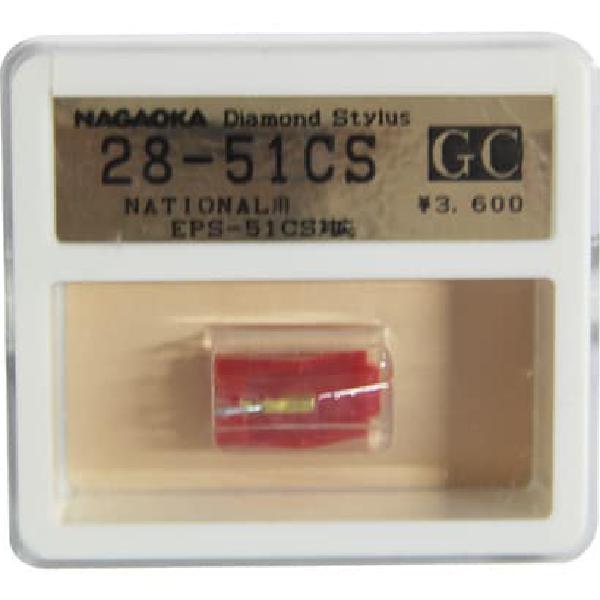 NAGAOKA Diamond Stylus
28-51CS GC
NATIONAL用 ¥3,600
EPS-51CS対応